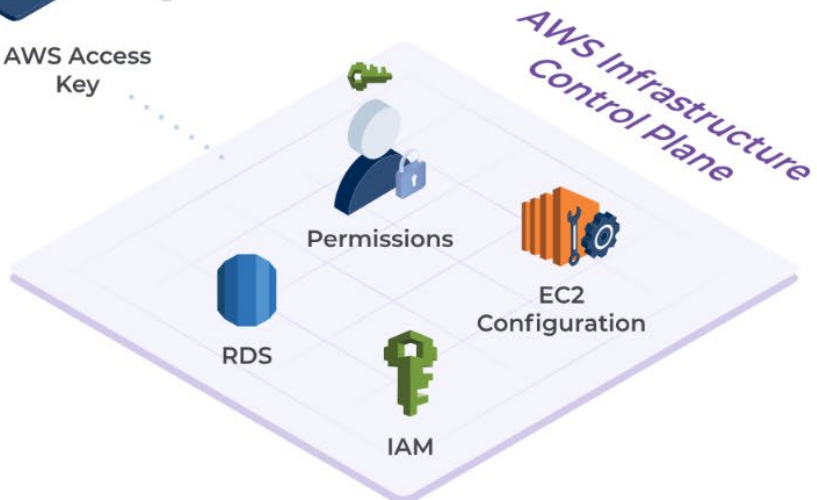 AWS Access
Key
AWS Infrastructure
Control Plane
Permissions
EC2
Configuration
RDS
IAM